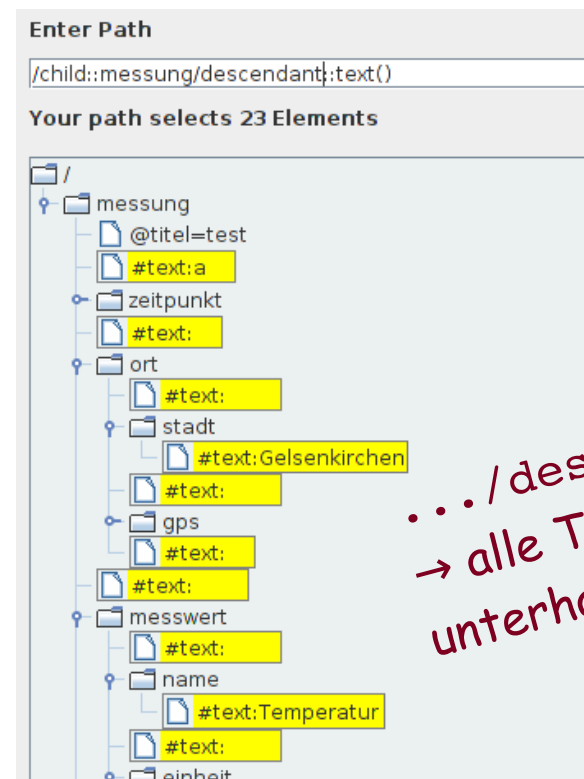 Enter Path
/child::messung/descendant::text()
Your path selects 23 Elements
/
messung
@titel=test
#text:a
zeitpunkt
#text:
ort
#text:
stadt
#text:Gelsenkirchen
#text:
gps
#text:
#text:
messwert
#text:
name
#text:Temperatur
#text:
einheit
.../des
→ alle T
unterha